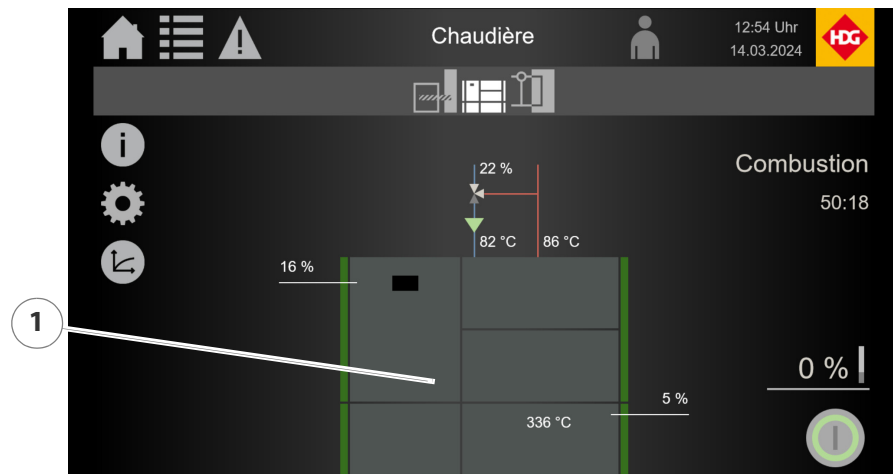 Chaudière
12:54 Uhr
14.03.2024
HDG
i
Combustion
50:18
22 %
82 °C
86 °C
16 %
1
0 %
5 %
336 °C